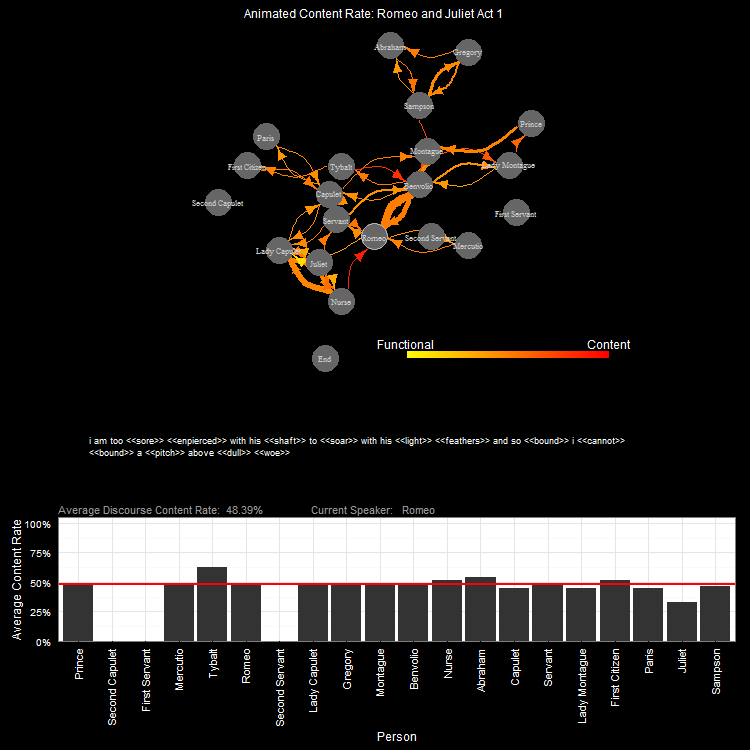 Animated Content Rate: Romeo and Juliet Act 1
Abraham
Gregory
Sampson
Prince
Paris
Montague
First Citizen
Tybalt
Lady Montague
Benvolio
Capulet
Second Capulet
First Servant
Servant
Romeo
Second Servant
Mercutio
Lady Capulet
Juliet
Nurse
Functional
Content
End
i am too <<sore>> <<enpierced>> with his <<shaft>> to <<soar>> with his <<light>> <<feathers>> and so <<bound>> i <<cannot>>
<<bound>> a <<pitch>> above <<dull>> <<woe>>
Average Discourse Content Rate: 48.39%
Current Speaker: Romeo
Average Content Rate
100%
75%
50%
25%
0%
Prince
Second Capulet
First Servant
Mercutio
Tybalt
Romeo
Second Servant
Lady Capulet
Gregory
Montague
Benvolio
Nurse
Abraham
Capulet
Servant
Lady Montague
First Citizen
Paris
Juliet
Sampson
Person